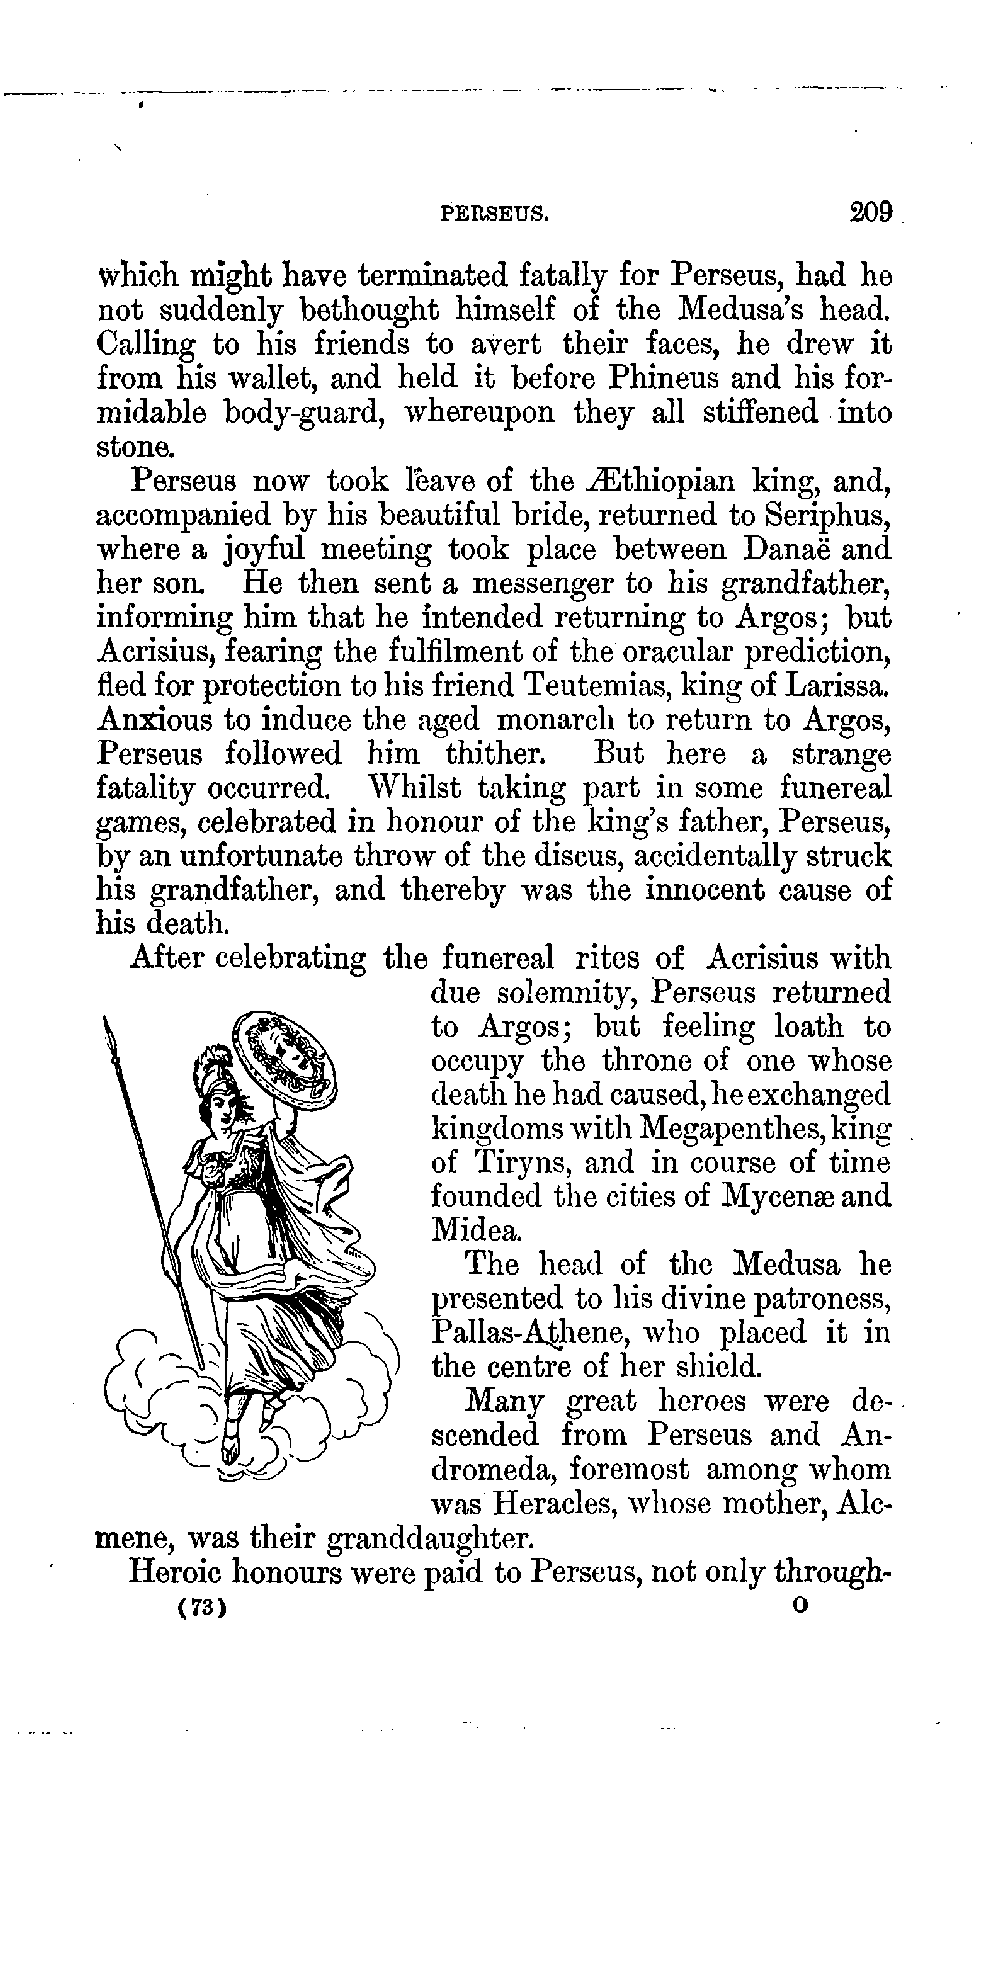 PERSEUS. 209
which might have terminated fatally for Perseus, had he
not suddenly bethought himself of the Medusa's head.
Calling to his friends to avert their faces, he drew it
from his wallet, and held it before Phineus and his for-
midable body-guard, whereupon they all stiffened into
stone.
Perseus now took leave of the Æthiopian king, and,
accompanied by his beautiful bride, returned to Seriphus,
where a joyful meeting took place between Danaë and
her son. He then sent a messenger to his grandfather,
informing him that he intended returning to Argos; but
Acrisius, fearing the fulfilment of the oracular prediction,
fled for protection to his friend Teutemias, king of Larissa.
Anxious to induce the aged monarch to return to Argos,
Perseus followed him thither. But here a strange
fatality occurred. Whilst taking part in some funereal
games, celebrated in honour of the king's father, Perseus,
by an unfortunate throw of the discus, accidentally struck
his grandfather, and thereby was the innocent cause of
his death.
After celebrating the funereal rites of Acrisius with
due solemnity, Perseus returned
to Argos; but feeling loath to
occupy the throne of one whose
death he had caused, he exchanged
kingdoms with Megapenthes, king
of Tiryns, and in course of time
founded the cities of Mycenæ and
Midea.
The head of the Medusa he
presented to his divine patroness,
Pallas-Athene, who placed it in
the centre of her shield.
Many great heroes were de-
scended from Perseus and An-
dromeda, foremost among whom
was Heracles, whose mother, Alc-
mene, was their granddaughter.
Heroic honours were paid to Perseus, not only through-
(73) O